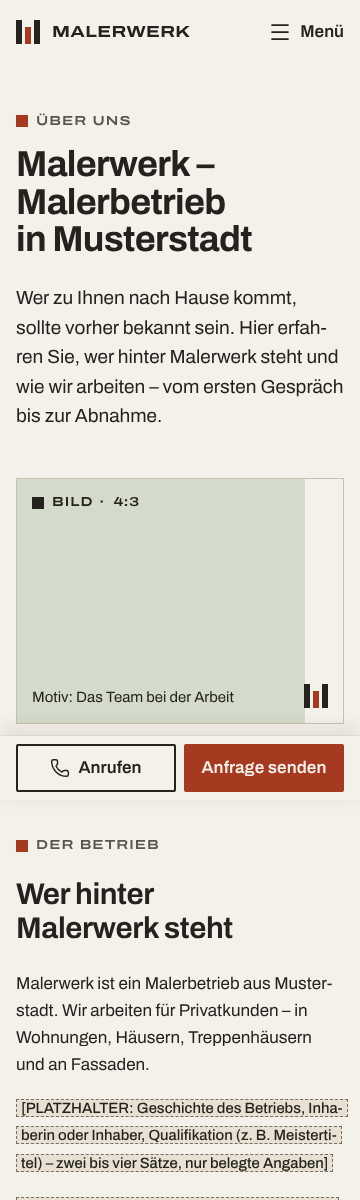 MALERWERK
Menü
ÜBER UNS
Malerwerk –
Malerbetrieb
in Musterstadt
Wer zu Ihnen nach Hause kommt,
sollte vorher bekannt sein. Hier erfah-
ren Sie, wer hinter Malerwerk steht und
wie wir arbeiten – vom ersten Gespräch
bis zur Abnahme.
BILD · 4:3
Motiv: Das Team bei der Arbeit
Anrufen
Anfrage senden
DER BETRIEB
Wer hinter
Malerwerk steht
Malerwerk ist ein Malerbetrieb aus Muster-
stadt. Wir arbeiten für Privatkunden – in
Wohnungen, Häusern, Treppenhäusern
und an Fassaden.
[PLATZHALTER: Geschichte des Betriebs, Inha-
berin oder Inhaber, Qualifikation (z. B. Meisterti-
tel) – zwei bis vier Sätze, nur belegte Angaben]